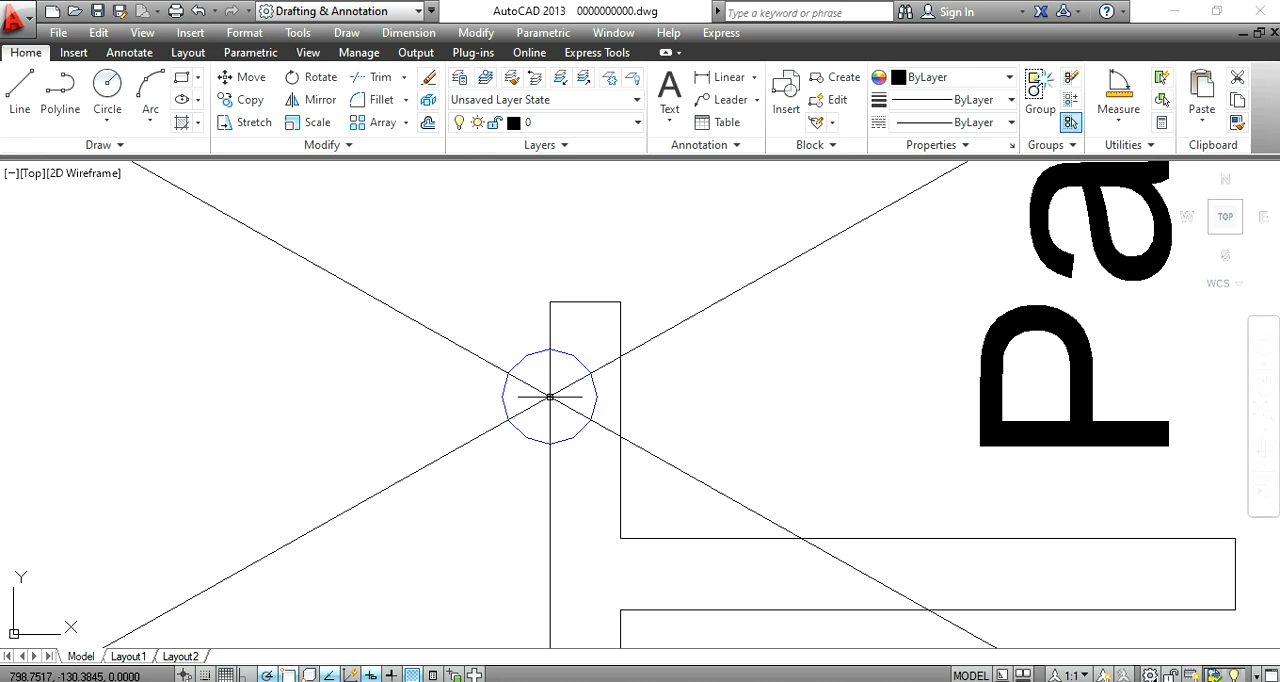 Drafting & Annotation AutoCAD 2013 0000000000.dwg Type a keyword or phrase Sign In
File Edit View Insert Format Tools Draw Dimension Modify Parametric Window Help Express
Home Insert Annotate Layout Parametric View Manage Output Plug-ins Online Express Tools
Line Polyline Circle Arc
Draw
Move Rotate Trim
Copy Mirror Fillet
Stretch Scale Array
Modify
Unsaved Layer State
0
Layers
Text
Linear
Leader
Table
Annotation
Insert
Create
Edit
Block
ByLayer
ByLayer
ByLayer
Properties
Group
Groups
Measure
Utilities
Paste
Clipboard
[−][Top][2D Wireframe]
N
W TOP E
S
WCS
Pa
Y
X
Model Layout1 Layout2
798.7517, -130.3845, 0.0000 MODEL 1:1